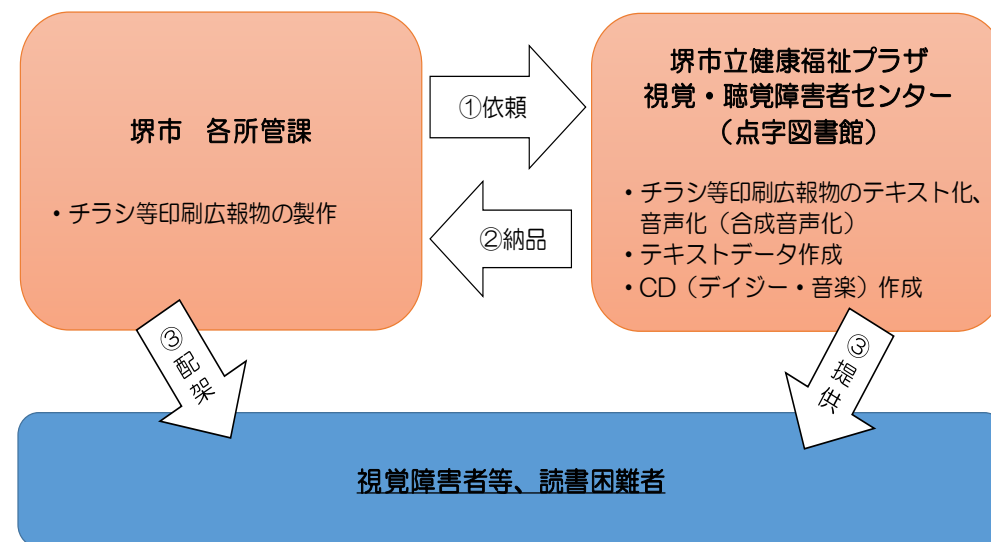 堺市　各所管課
・チラシ等印刷広報物の製作
①依頼
②納品
堺市立健康福祉プラザ
視覚・聴覚障害者センター
（点字図書館）
・チラシ等印刷広報物のテキスト化、
音声化（合成音声化）
・テキストデータ作成
・CD（デイジー・音楽）作成
③配架
③提供
視覚障害者等、読書困難者